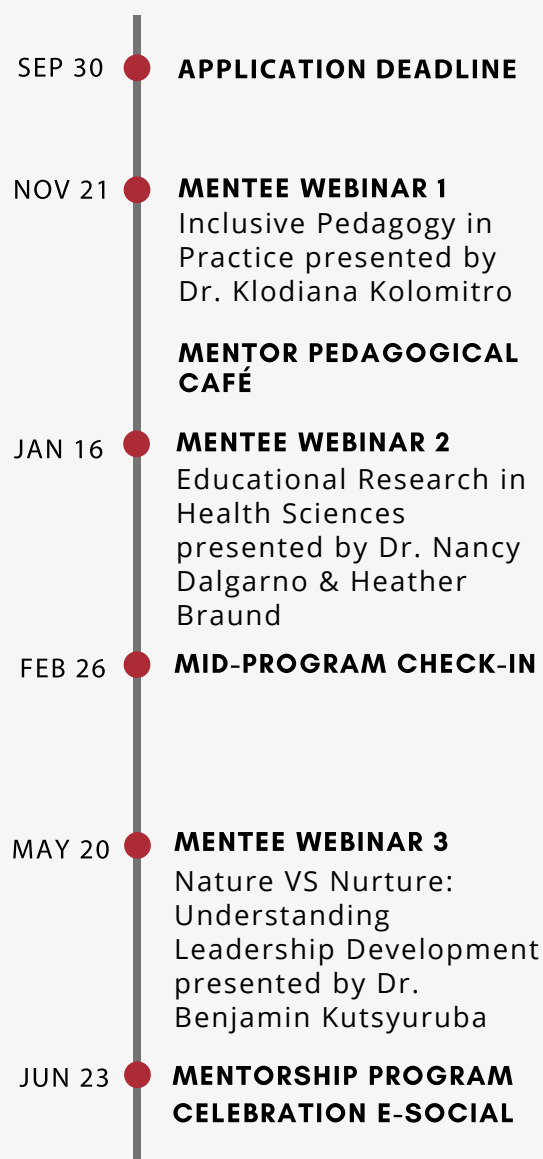 SEP 30
APPLICATION DEADLINE
NOV 21
MENTEE WEBINAR 1
Inclusive Pedagogy in
Practice presented by
Dr. Klodiana Kolomitro
MENTOR PEDAGOGICAL
CAFÉ
JAN 16
MENTEE WEBINAR 2
Educational Research in
Health Sciences
presented by Dr. Nancy
Dalgarno & Heather
Braund
FEB 26
MID-PROGRAM CHECK-IN
MAY 20
MENTEE WEBINAR 3
Nature VS Nurture:
Understanding
Leadership Development
presented by Dr.
Benjamin Kutsyuruba
JUN 23
MENTORSHIP PROGRAM
CELEBRATION E-SOCIAL